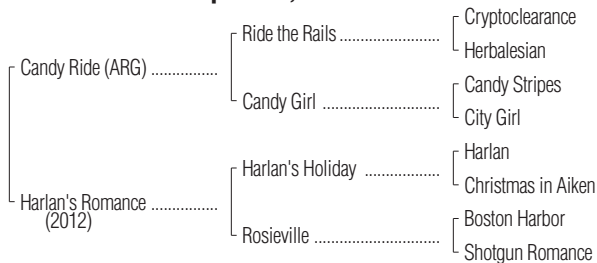 Cryptoclearance
Ride the Rails ....................
Herbalesian
Candy Ride (ARG) ................
Candy Stripes
Candy Girl .......................
City Girl
Harlan
Harlan's Holiday ...............
Christmas in Aiken
Harlan's Romance ................
(2012)
Boston Harbor
Rosieville .........................
Shotgun Romance